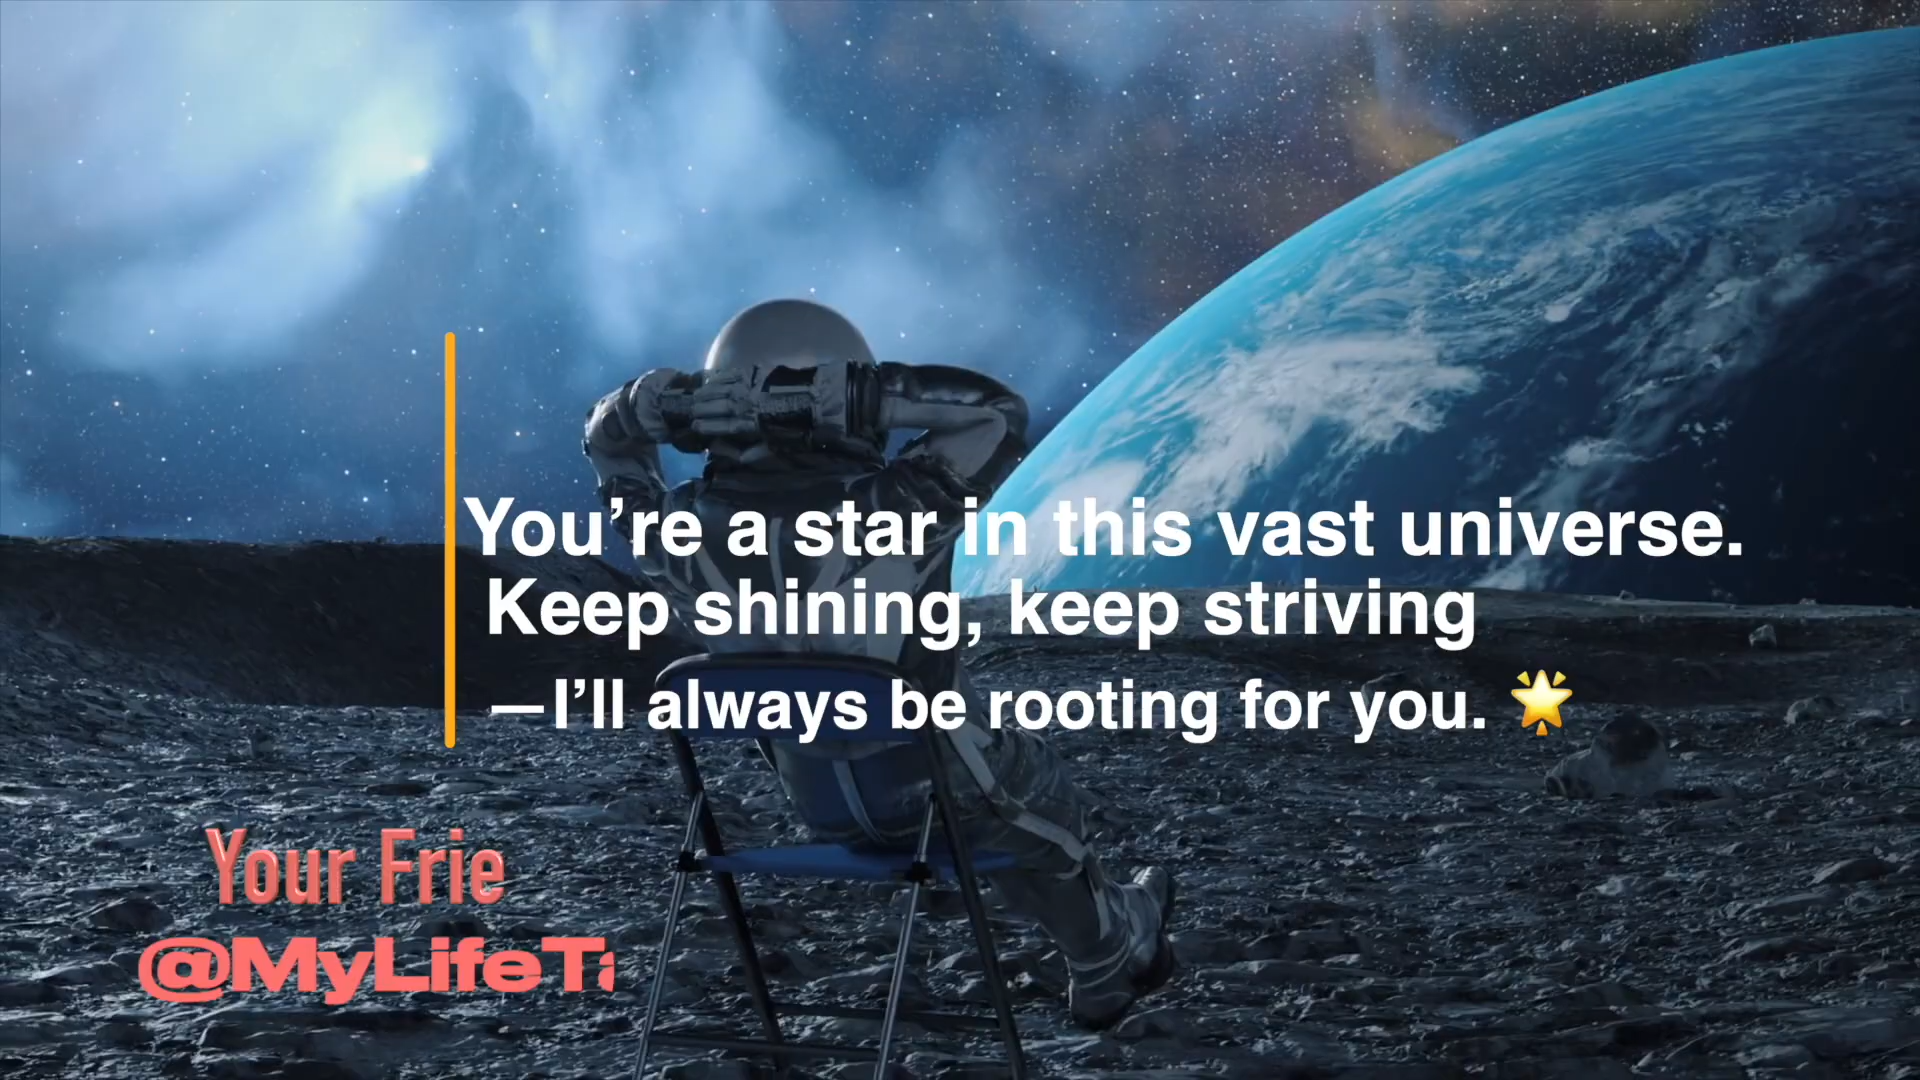 You’re a star in this vast universe.
Keep shining, keep striving
—I’ll always be rooting for you. 🌟
Your Frie
@MyLifeT